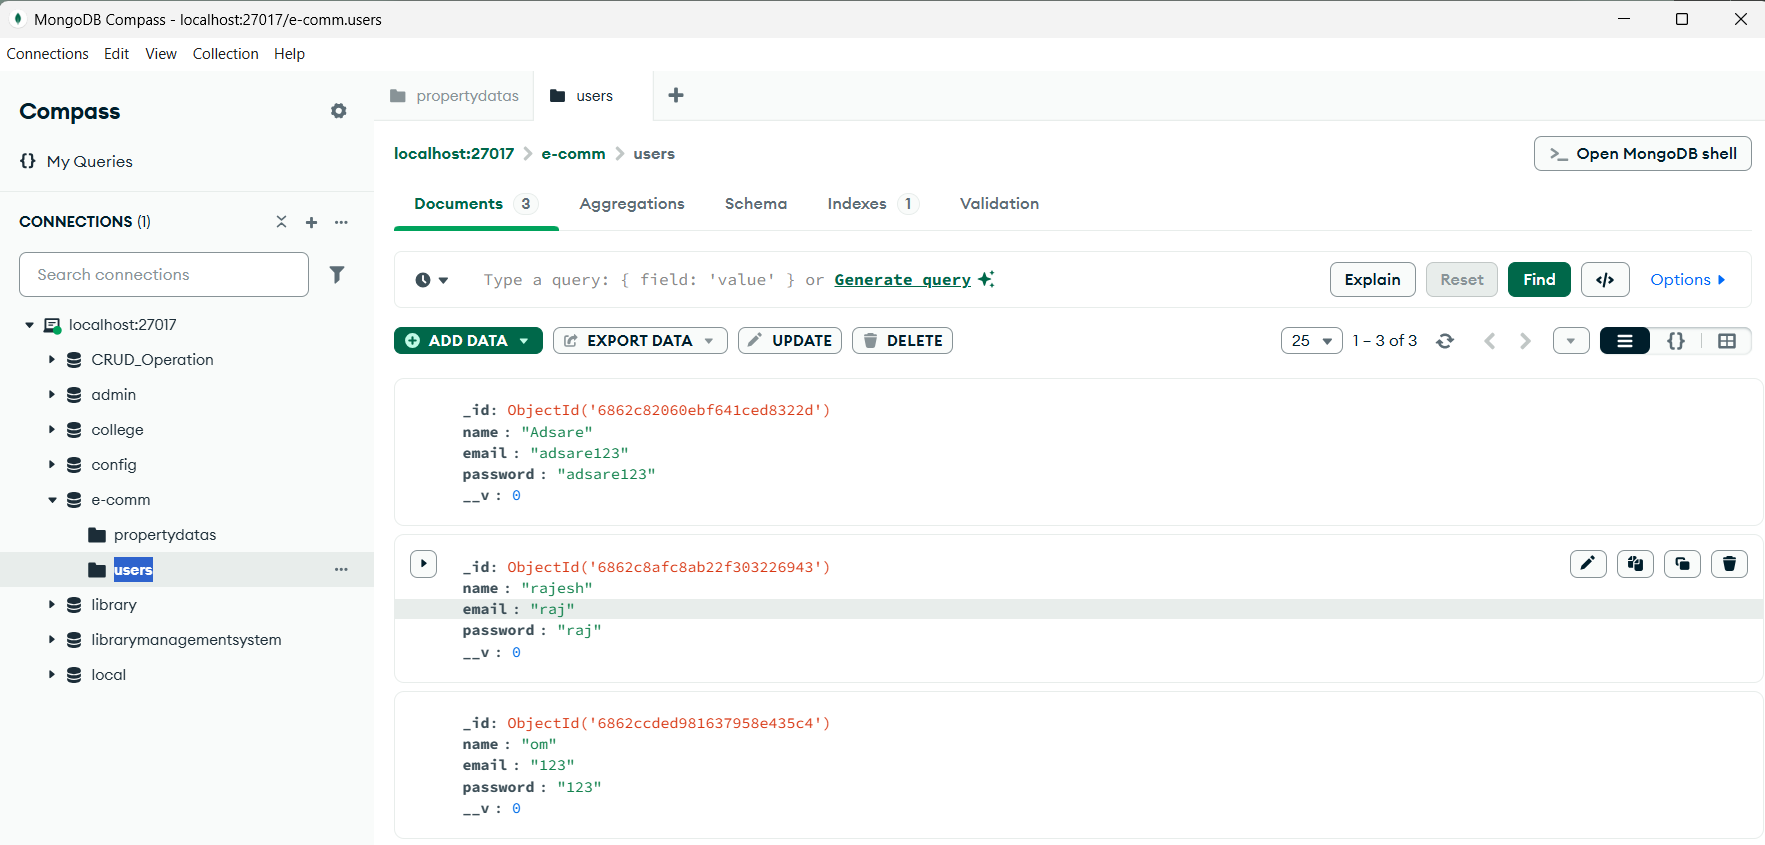 MongoDB Compass - localhost:27017/e-comm.users
Connections Edit View Collection Help
Compass
{} My Queries
CONNECTIONS (1)
Search connections
localhost:27017
CRUD_Operation
admin
college
config
e-comm
propertydatas
users
library
librarymanagementsystem
local
propertydatas users
localhost:27017 > e-comm > users
>_ Open MongoDB shell
Documents 3 Aggregations Schema Indexes 1 Validation
Type a query: { field: 'value' } or Generate query
Explain Reset Find </> Options
ADD DATA EXPORT DATA UPDATE DELETE
25 1 – 3 of 3 {}
_id: ObjectId('6862c82060ebf641ced8322d')
name : "Adsare"
email : "adsare123"
password : "adsare123"
__v : 0
_id: ObjectId('6862c8afc8ab22f303226943')
name : "rajesh"
email : "raj"
password : "raj"
__v : 0
_id: ObjectId('6862ccded981637958e435c4')
name : "om"
email : "123"
password : "123"
__v : 0